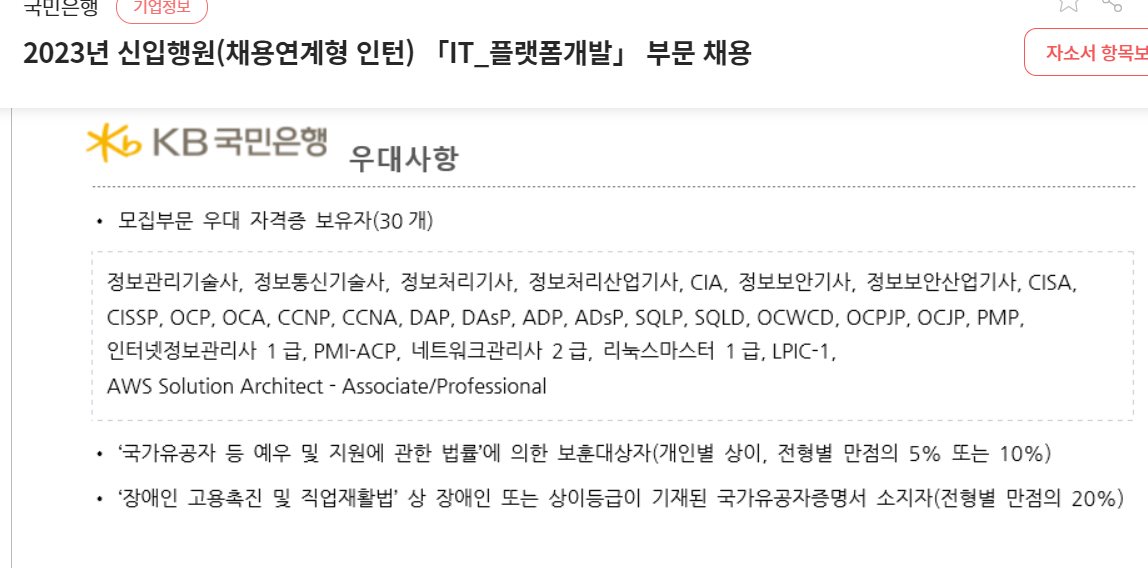 국민은행 기업정보
2023년 신입행원(채용연계형 인턴) 「IT_플랫폼개발」 부문 채용
자소서 항목보
KB국민은행 우대사항
• 모집부문 우대 자격증 보유자(30개)
정보관리기술사, 정보통신기술사, 정보처리기사, 정보처리산업기사, CIA, 정보보안기사, 정보보안산업기사, CISA,
CISSP, OCP, OCA, CCNP, CCNA, DAP, DAsP, ADP, ADsP, SQLP, SQLD, OCWCD, OCPJP, OCJP, PMP,
인터넷정보관리사 1급, PMI-ACP, 네트워크관리사 2급, 리눅스마스터 1급, LPIC-1,
AWS Solution Architect - Associate/Professional
• ‘국가유공자 등 예우 및 지원에 관한 법률’에 의한 보훈대상자(개인별 상이, 전형별 만점의 5% 또는 10%)
• ‘장애인 고용촉진 및 직업재활법’ 상 장애인 또는 상이등급이 기재된 국가유공자증명서 소지자(전형별 만점의 20%)